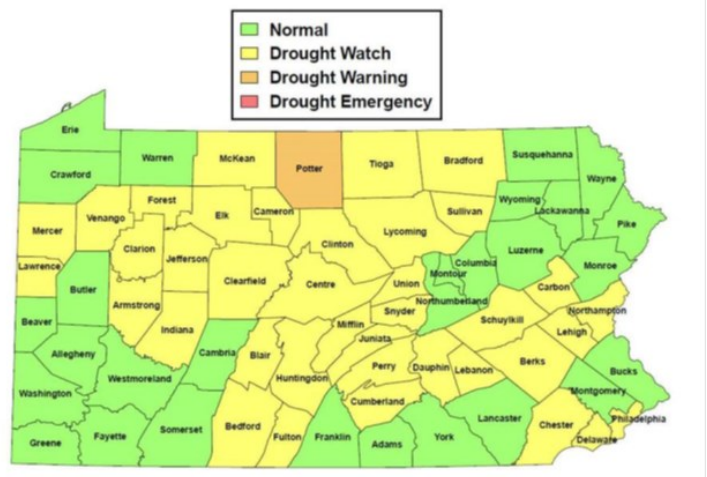 Normal
Drought Watch
Drought Warning
Drought Emergency
Erie
Crawford
Warren
McKean
Potter
Tioga
Bradford
Susquehanna
Wayne
Forest
Wyoming
Lackawanna
Mercer
Venango
Elk
Cameron
Sullivan
Pike
Lycoming
Clarion
Clinton
Luzerne
Lawrence
Jefferson
Columbia
Monroe
Montour
Butler
Clearfield
Centre
Union
Carbon
Armstrong
Northumberland
Snyder
Northampton
Beaver
Indiana
Mifflin
Schuylkill
Lehigh
Juniata
Allegheny
Cambria
Blair
Perry
Dauphin
Lebanon
Berks
Bucks
Westmoreland
Huntingdon
Washington
Cumberland
Montgomery
Lancaster
Philadelphia
Somerset
Bedford
Chester
Greene
Fayette
Fulton
Franklin
Adams
York
Delaware